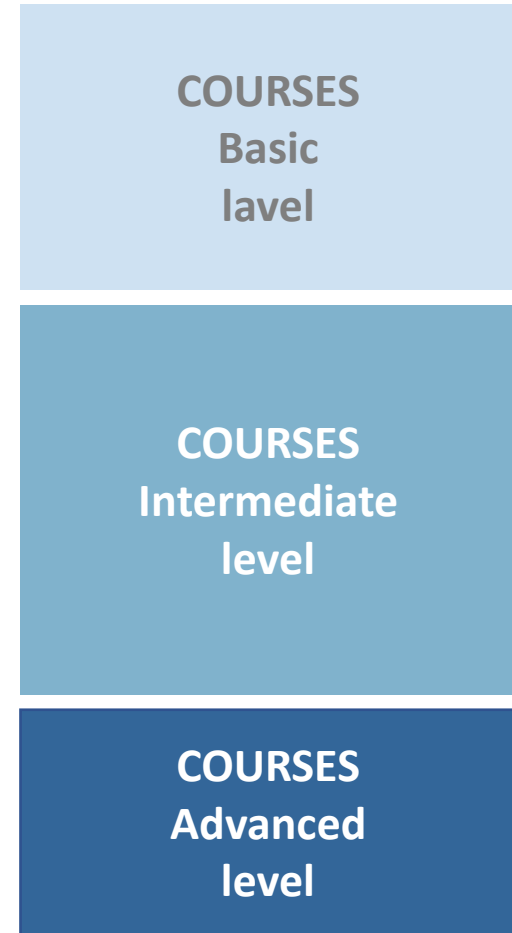 COURSES
Basic
lavel
COURSES
Intermediate
level
COURSES
Advanced
level